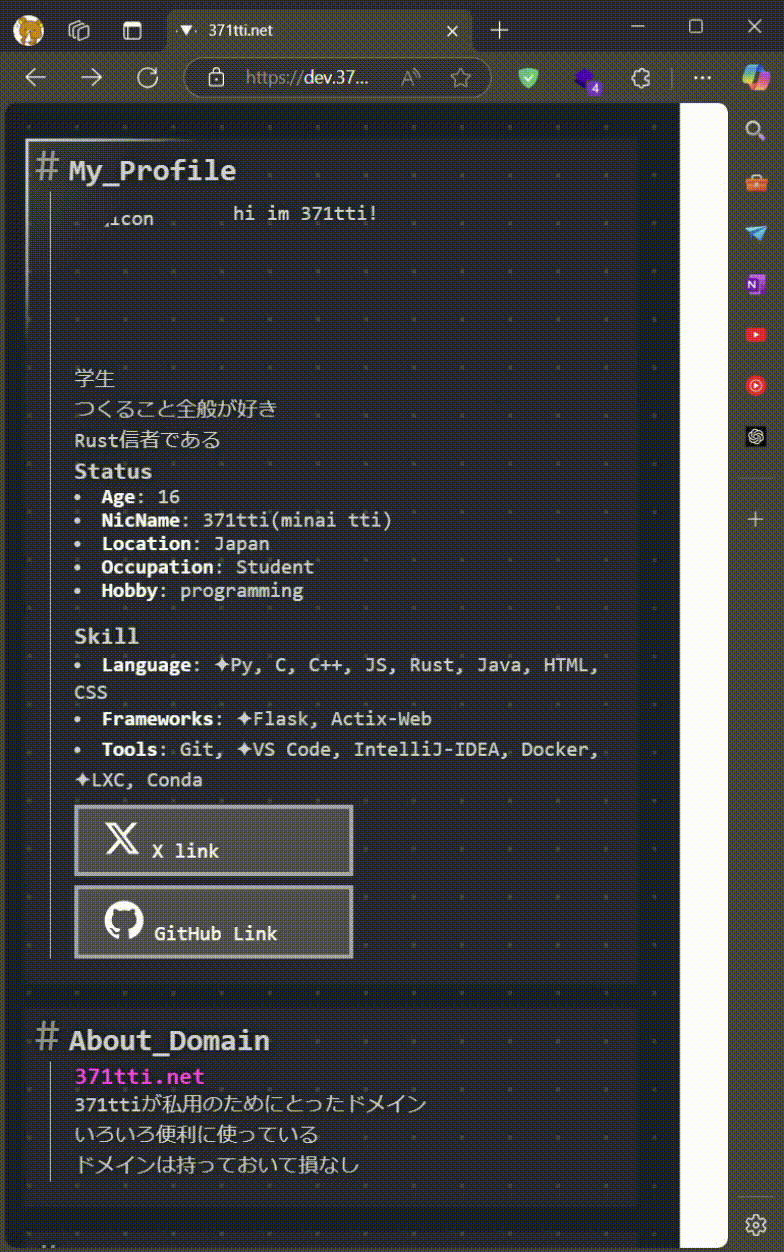 371tti.net
https://dev.37...
4
# My_Profile
icon
hi im 371tti!
学生
つくること全般が好き
Rust信者である
Status
• Age: 16
• NicName: 371tti(minai tti)
• Location: Japan
• Occupation: Student
• Hobby: programming
Skill
• Language: ✦Py, C, C++, JS, Rust, Java, HTML,
CSS
• Frameworks: ✦Flask, Actix-Web
• Tools: Git, ✦VS Code, IntelliJ-IDEA, Docker,
✦LXC, Conda
X link
GitHub Link
# About_Domain
371tti.net
371ttiが私用のためにとったドメイン
いろいろ便利に使っている
ドメインは持っておいて損なし